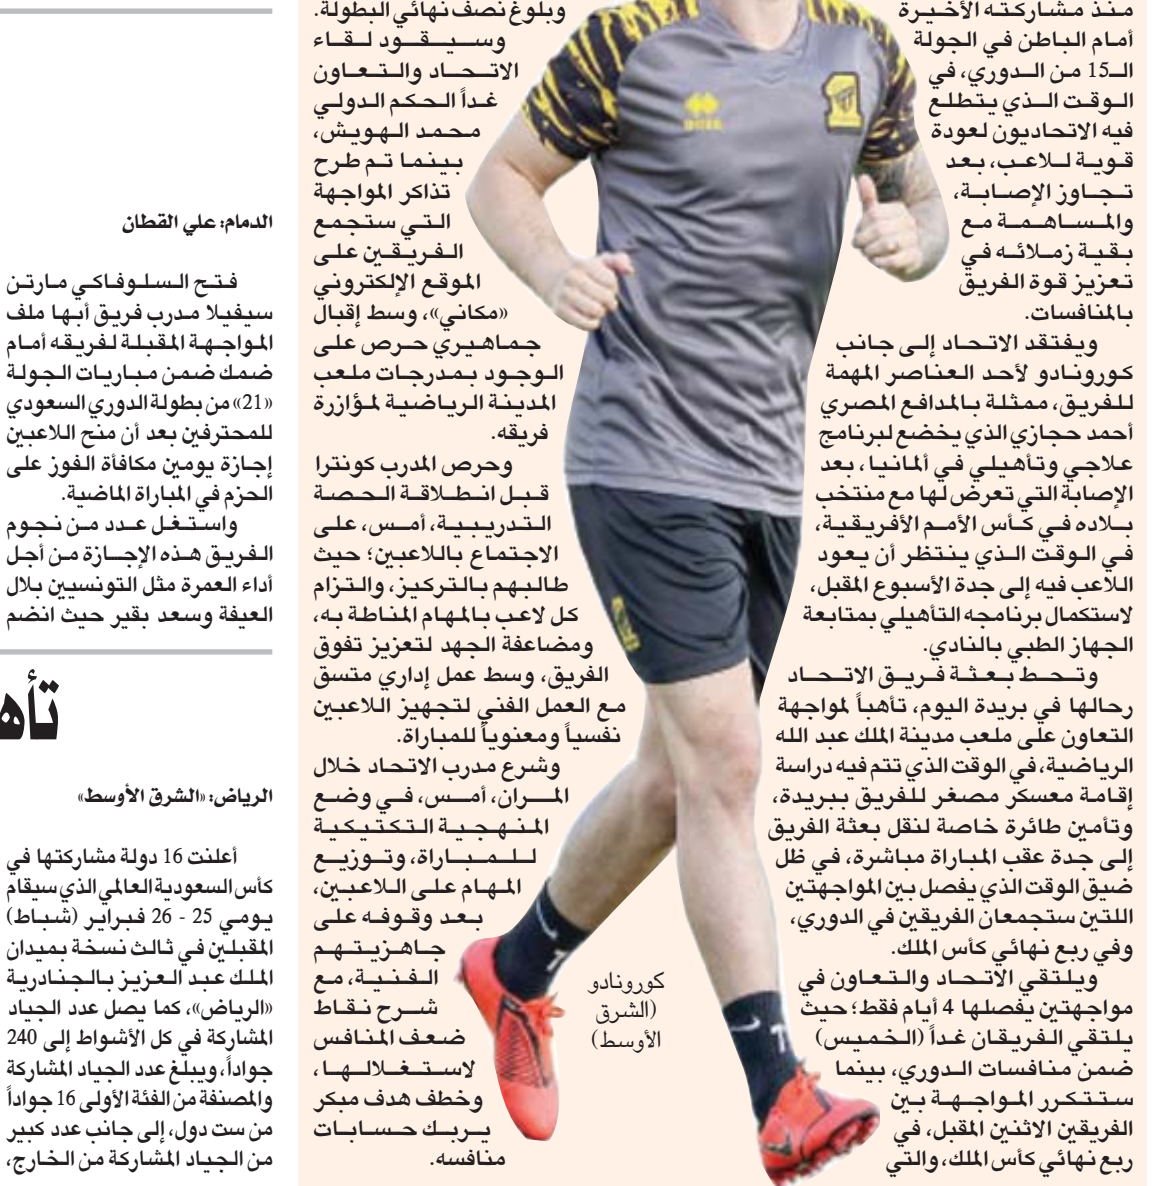 منذ مشاركته الأخيرة
أمام الباطن في الجولة
الـ15 من الدوري، في
الوقت الذي يتطلع
فيه الاتحاديون لعودة
قوية للاعب، بعد
تجاوز الإصابة،
والمساهمة مع
بقية زملائه في
تعزيز قوة الفريق
بالمنافسات.
ويفتقد الاتحاد إلى جانب
كورونادو لأحد العناصر المهمة
للفريق، ممثلة بالمدافع المصري
أحمد حجازي الذي يخضع لبرنامج
علاجي وتأهيلي في ألمانيا، بعد
الإصابة التي تعرض لها مع منتخب
بلاده في كأس الأمم الأفريقية،
في الوقت الذي ينتظر أن يعود
اللاعب فيه إلى جدة الأسبوع المقبل،
لاستكمال برنامجه التأهيلي بمتابعة
الجهاز الطبي بالنادي.
وتحط بعثة فريق الاتحاد
رحالها في بريدة اليوم، تأهباً لمواجهة
التعاون على ملعب مدينة الملك عبد الله
الرياضية، في الوقت الذي تتم فيه دراسة
إقامة معسكر مصغر للفريق ببريدة،
وتأمين طائرة خاصة لنقل بعثة الفريق
إلى جدة عقب المباراة مباشرة، في ظل
ضيق الوقت الذي يفصل بين المواجهتين
اللتين ستجمعان الفريقين في الدوري،
وفي ربع نهائي كأس الملك.
ويلتقي الاتحاد والتعاون في
مواجهتين يفصلها 4 أيام فقط؛ حيث
يلتقي الفريقان غداً (الخميس)
ضمن منافسات الدوري، بينما
ستتكرر المواجهة بين
الفريقين الاثنين المقبل، في
ربع نهائي كأس الملك، والتي
وبلوغ نصف نهائي البطولة.
وسيقود لقاء
الاتحاد والتعاون
غداً الحكم الدولي
محمد الهويش،
بينما تم طرح
تذاكر المواجهة
التي ستجمع
الفريقين على
الموقع الإلكتروني
«مكاني»، وسط إقبال
جماهيري حرص على
الوجود بمدرجات ملعب
المدينة الرياضية لمؤازرة
فريقه.
وحرص المدرب كونترا
قبل انطلاقة الحصة
التدريبية، أمس، على
الاجتماع باللاعبين؛ حيث
طالبهم بالتركيز، والتزام
كل لاعب بالمهام المناطة به،
ومضاعفة الجهد لتعزيز تفوق
الفريق، وسط عمل إداري متسق
مع العمل الفني لتجهيز اللاعبين
نفسياً ومعنوياً للمباراة.
وشرع مدرب الاتحاد خلال
المران، أمس، في وضع
المنهجية التكتيكية
للمباراة، وتوزيع
المهام على اللاعبين،
بعد وقوفه على
جاهزيتهم
الفنية، مع
شرح نقاط
ضعف المنافس
لاستغلالها،
وخطف هدف مبكر
يربك حسابات
منافسه.
كورونادو
(الشرق
الأوسط)
الدمام: علي القطان
فتح السلوفاكي مارتن
سيفيلا مدرب فريق أبها ملف
المواجهة المقبلة لفريقه أمام
ضمك ضمن مباريات الجولة
«21» من بطولة الدوري السعودي
للمحترفين بعد أن منح اللاعبين
إجازة يومين مكافأة الفوز على
الحزم في المباراة الماضية.
واستغل عدد من نجوم
الفريق هذه الإجازة من أجل
أداء العمرة مثل التونسيين بلال
العيفة وسعد بقير حيث انضم
تأه
الرياض: «الشرق الأوسط»
أعلنت 16 دولة مشاركتها في
كأس السعودية العالمي الذي سيقام
يومي 25 - 26 فبراير (شباط)
المقبلين في ثالث نسخة بميدان
الملك عبد العزيز بالجنادرية
«الرياض»، كما يصل عدد الجياد
المشاركة في كل الأشواط إلى 240
جواداً، ويبلغ عدد الجياد المشاركة
والمصنفة من الفئة الأولى 16 جواداً
من ست دول، إلى جانب عدد كبير
من الجياد المشاركة من الخارج،